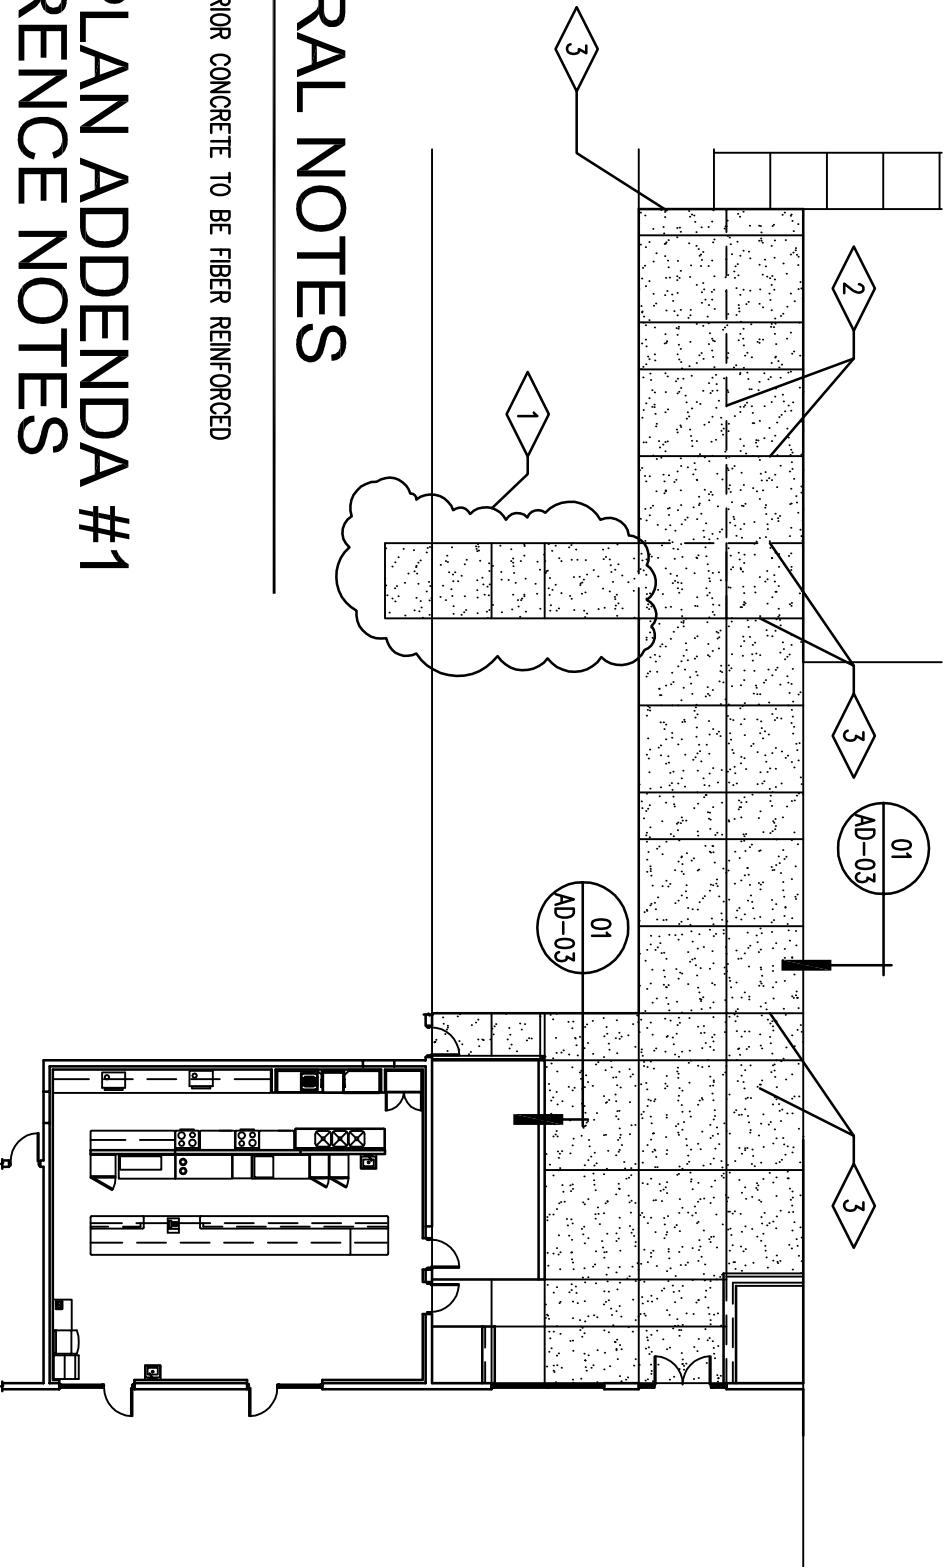 RAL NOTES
RIOR CONCRETE TO BE FIBER REINFORCED
PLAN ADDENDA #1
RENCE NOTES
3
2
1
3
01
AD-03
01
AD-03
3